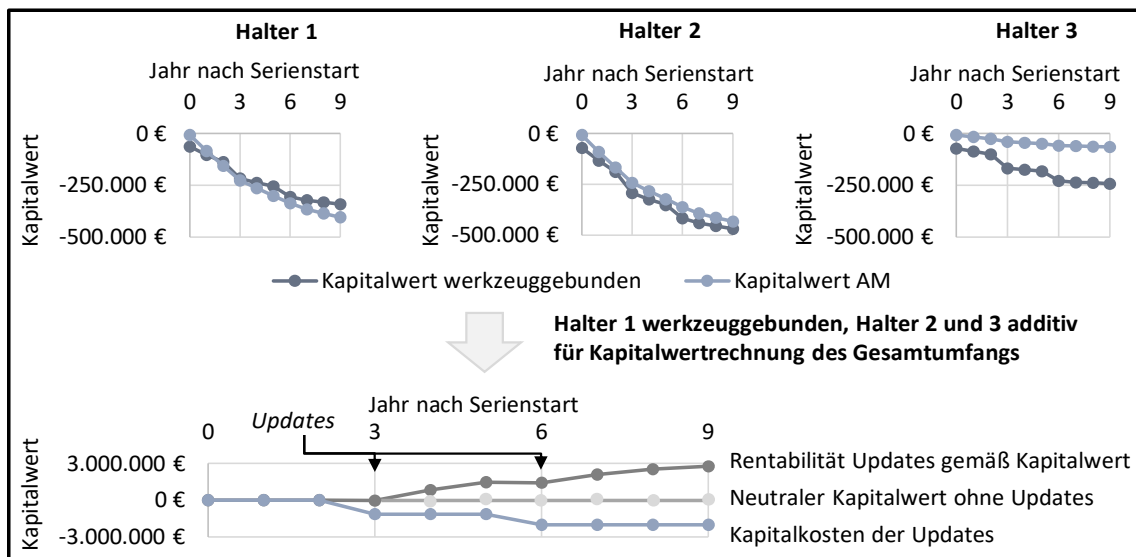 Halter 1
Halter 2
Halter 3
Jahr nach Serienstart
Jahr nach Serienstart
Jahr nach Serienstart
0 3 6 9
0 3 6 9
0 3 6 9
Kapitalwert
0 €
-250.000 €
-500.000 €
Kapitalwert
0 €
-250.000 €
-500.000 €
Kapitalwert
0 €
-250.000 €
-500.000 €
Kapitalwert werkzeuggebunden
Kapitalwert AM
Halter 1 werkzeuggebunden, Halter 2 und 3 additiv
für Kapitalwertrechnung des Gesamtumfangs
Jahr nach Serienstart
Updates
0 3 6 9
Kapitalwert
3.000.000 €
0 €
-3.000.000 €
Rentabilität Updates gemäß Kapitalwert
Neutraler Kapitalwert ohne Updates
Kapitalkosten der Updates